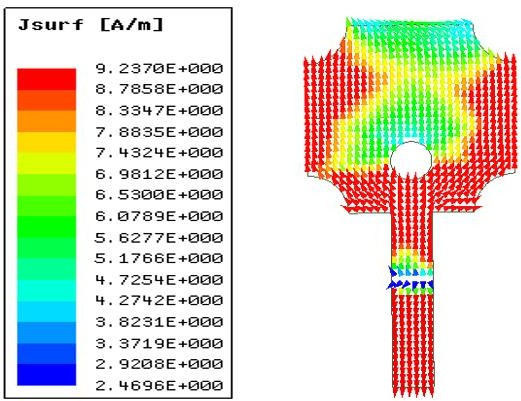 Jsurf [A/m]
9.2370E+000
8.7858E+000
8.3347E+000
7.8835E+000
7.4324E+000
6.9812E+000
6.5300E+000
6.0789E+000
5.6277E+000
5.1766E+000
4.7254E+000
4.2742E+000
3.8231E+000
3.3719E+000
2.9208E+000
2.4696E+000